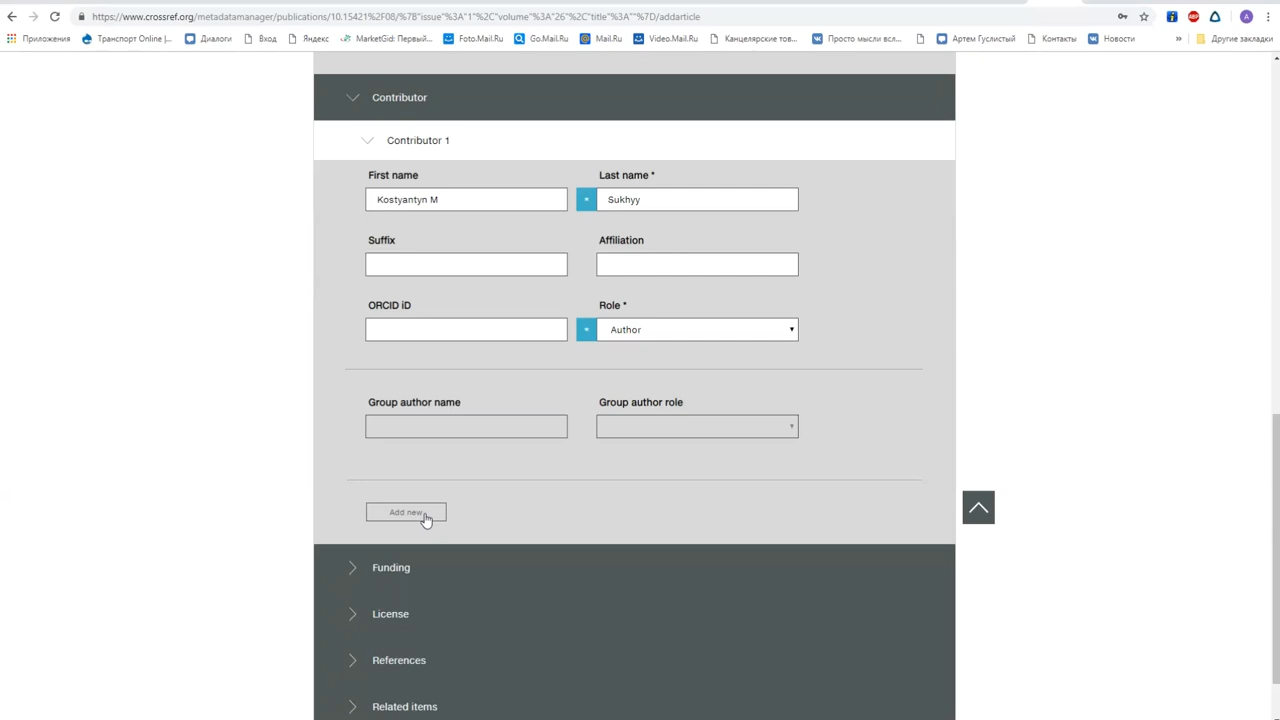 https://www.crossref.org/metadatamanager/publications/10.15421%2F08/%7B"issue"%3A"1"%2C"volume"%3A"26"%2C"title"%3A""%7D/addarticle
A
Приложения Транспорт Online |... Диалоги Вход Яндекс MarketGid: Первый... Foto.Mail.Ru Go.Mail.Ru Mail.Ru Video.Mail.Ru Канцелярские тов... Просто мысли всл... Артем Гуслистый Контакты Новости » Другие закладки
Contributor
Contributor 1
First name Last name *
Kostyantyn M * Sukhyy
Suffix Affiliation
ORCID iD Role *
* Author
Group author name Group author role
Add new
Funding
License
References
Related items